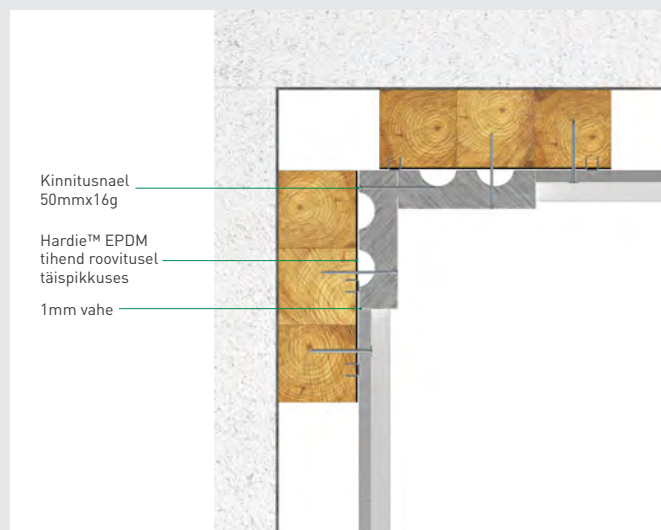 Kinnitusnael
50mmx16g
Hardie™ EPDM
tihend roovitusel
täispikkuses
1mm vahe